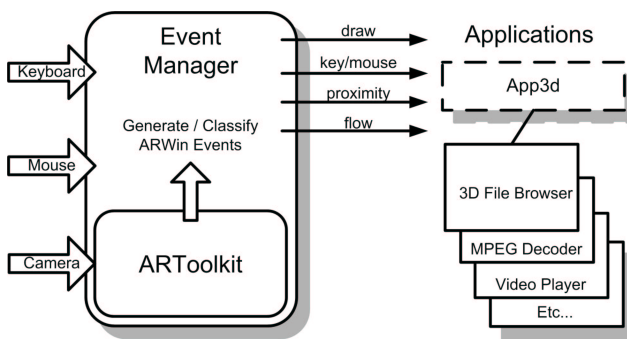 Keyboard
Mouse
Camera
Event
Manager
Generate / Classify
ARWin Events
ARToolkit
draw
key/mouse
proximity
flow
Applications
App3d
3D File Browser
MPEG Decoder
Video Player
Etc...